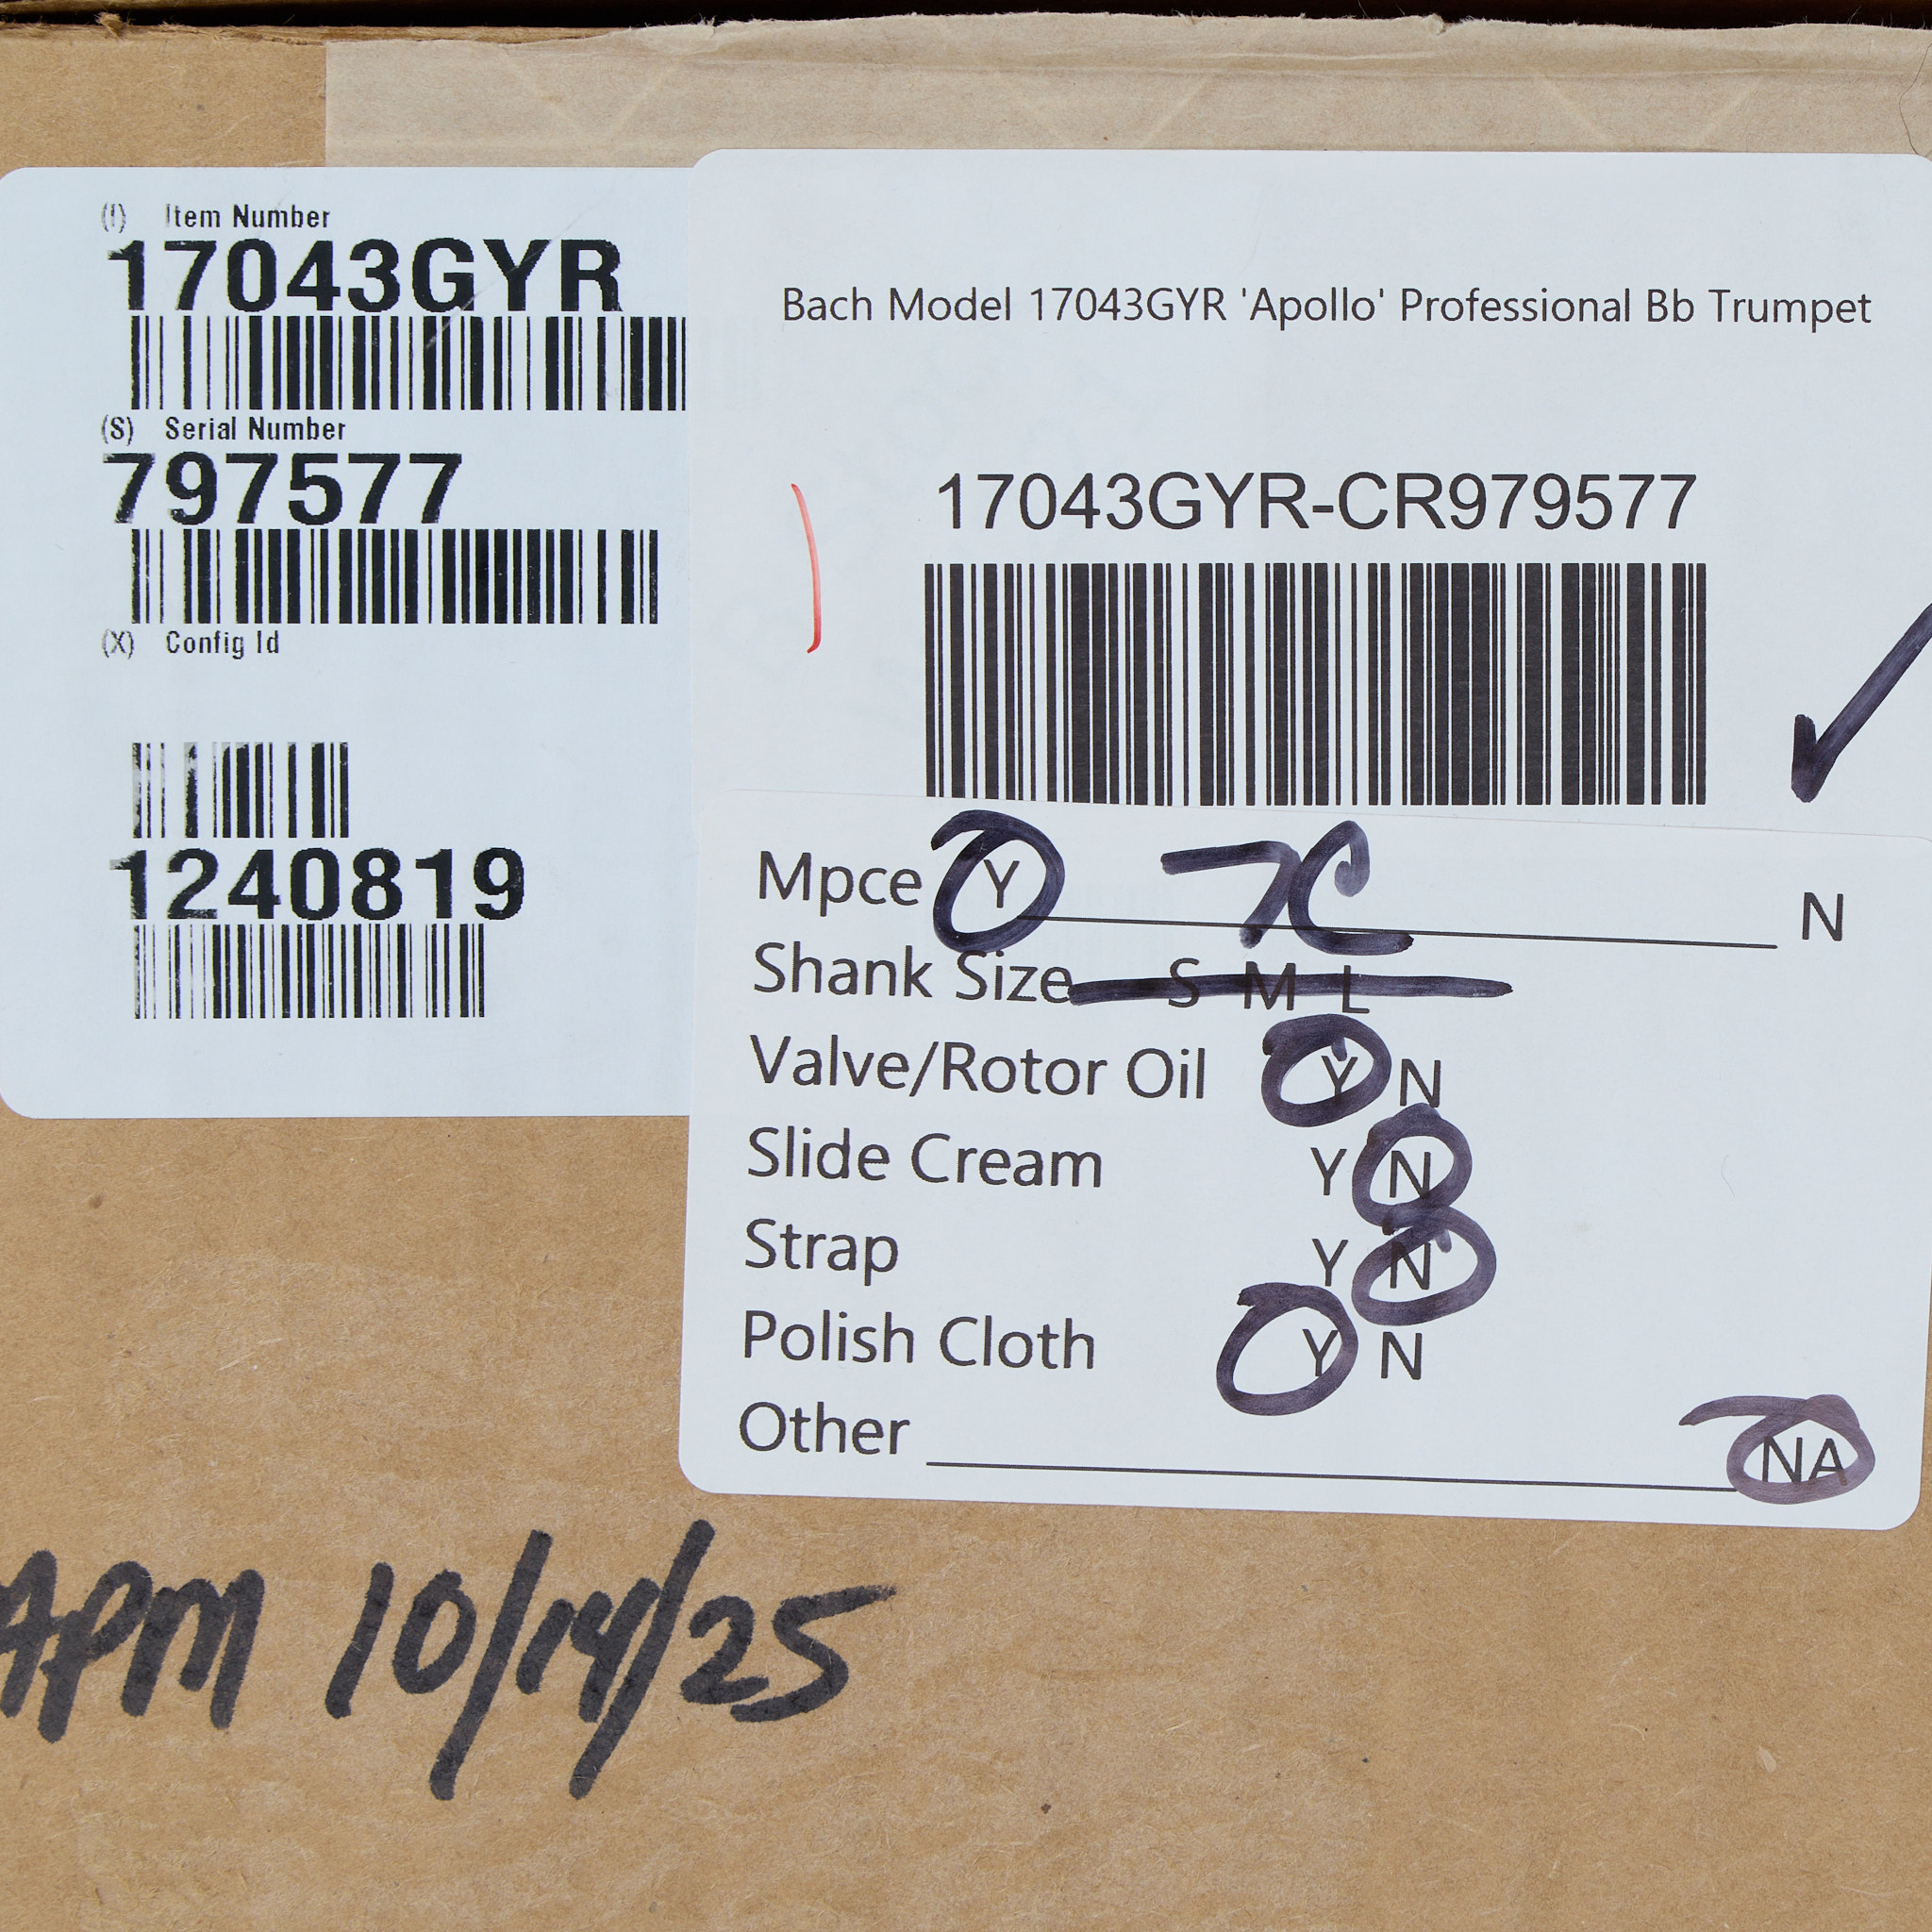 (I) Item Number
17043GYR
(S) Serial Number
797577
(X) Config Id
1240819
Bach Model 17043GYR 'Apollo' Professional Bb Trumpet
17043GYR-CR979577
Mpce Y 7C N
Shank Size S M L
Valve/Rotor Oil Y N
Slide Cream Y N
Strap Y N
Polish Cloth Y N
Other NA
APM 10/14/25